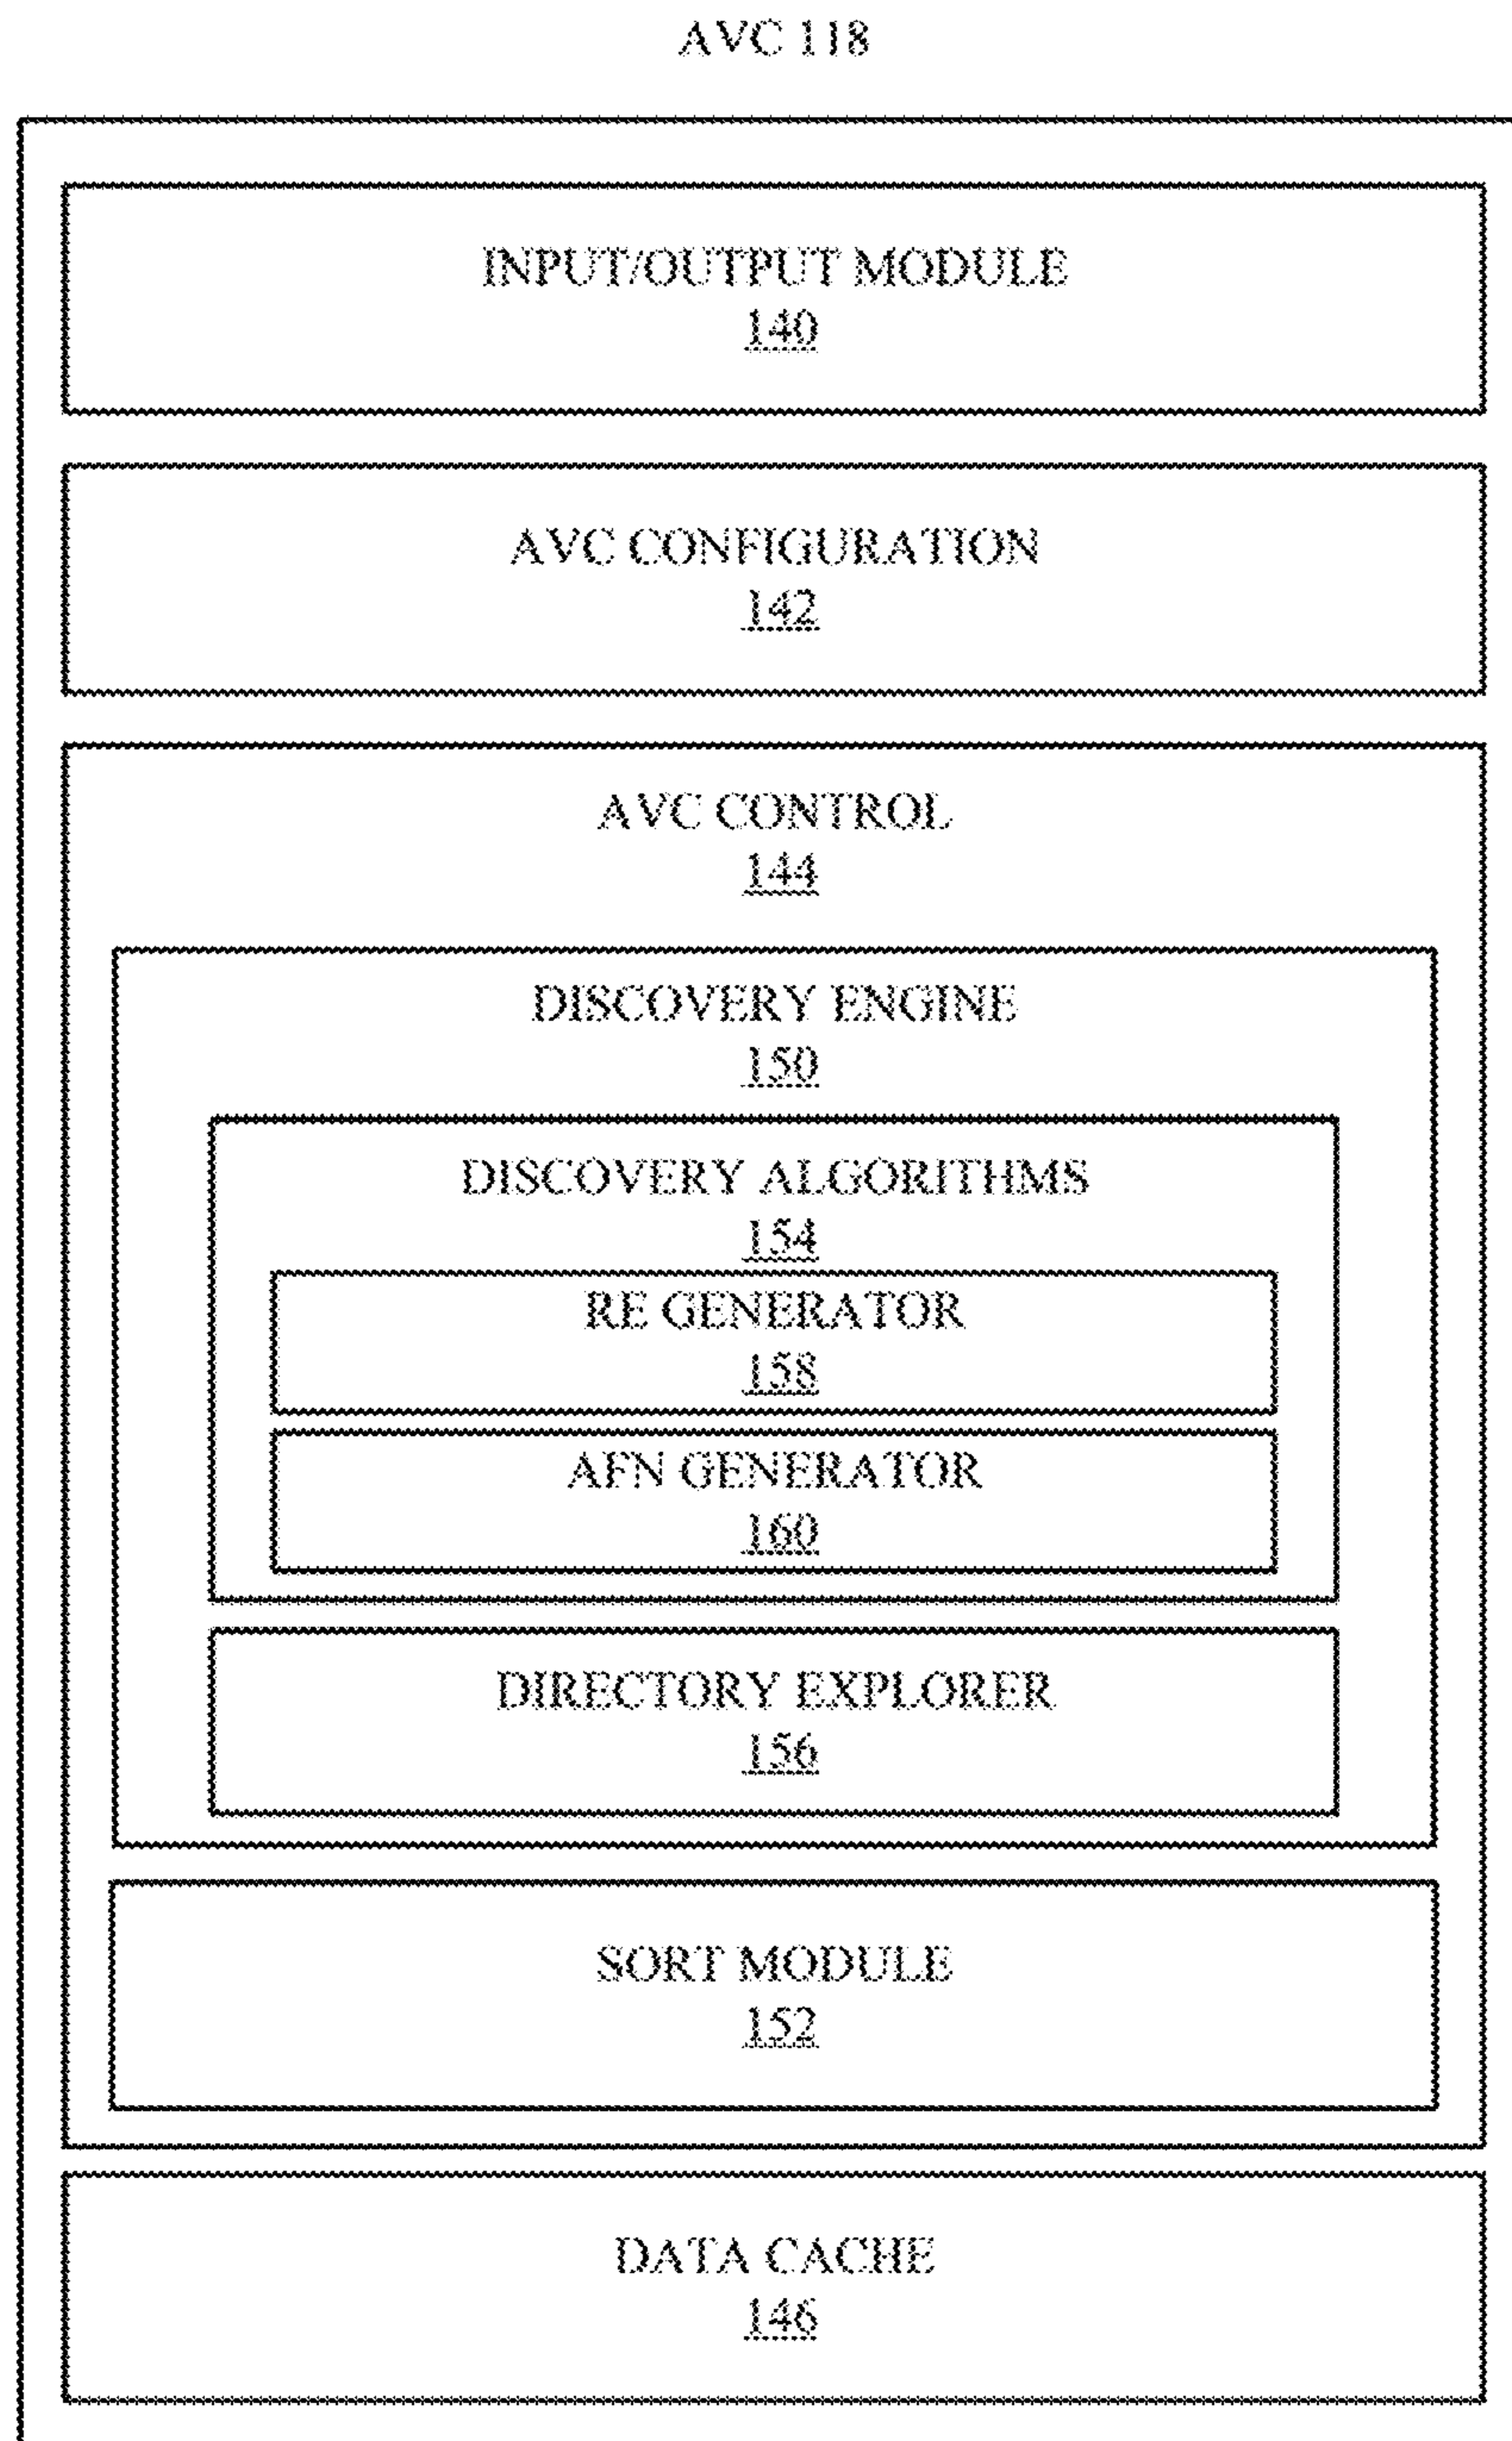 AVC 118
INPUT/OUTPUT MODULE
140
AVC CONFIGURATION
142
AVC CONTROL
144
DISCOVERY ENGINE
150
DISCOVERY ALGORITHMS
154
RE GENERATOR
158
AFN GENERATOR
160
DIRECTORY EXPLORER
156
SORT MODULE
152
DATA CACHE
146